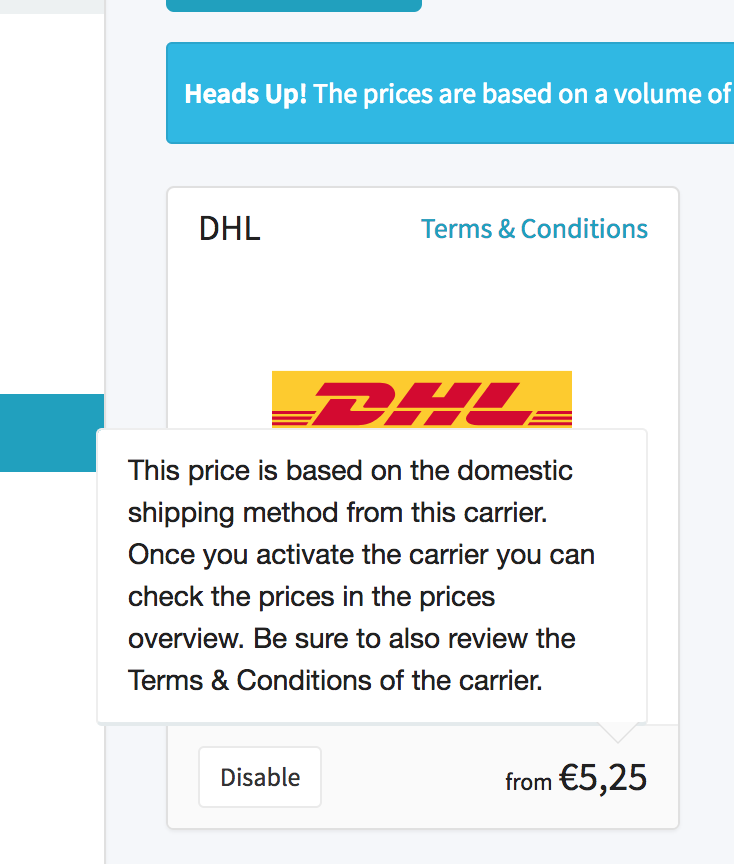 Heads Up! The prices are based on a volume of
DHL
Terms & Conditions
DHL
This price is based on the domestic
shipping method from this carrier.
Once you activate the carrier you can
check the prices in the prices
overview. Be sure to also review the
Terms & Conditions of the carrier.
Disable
from €5,25